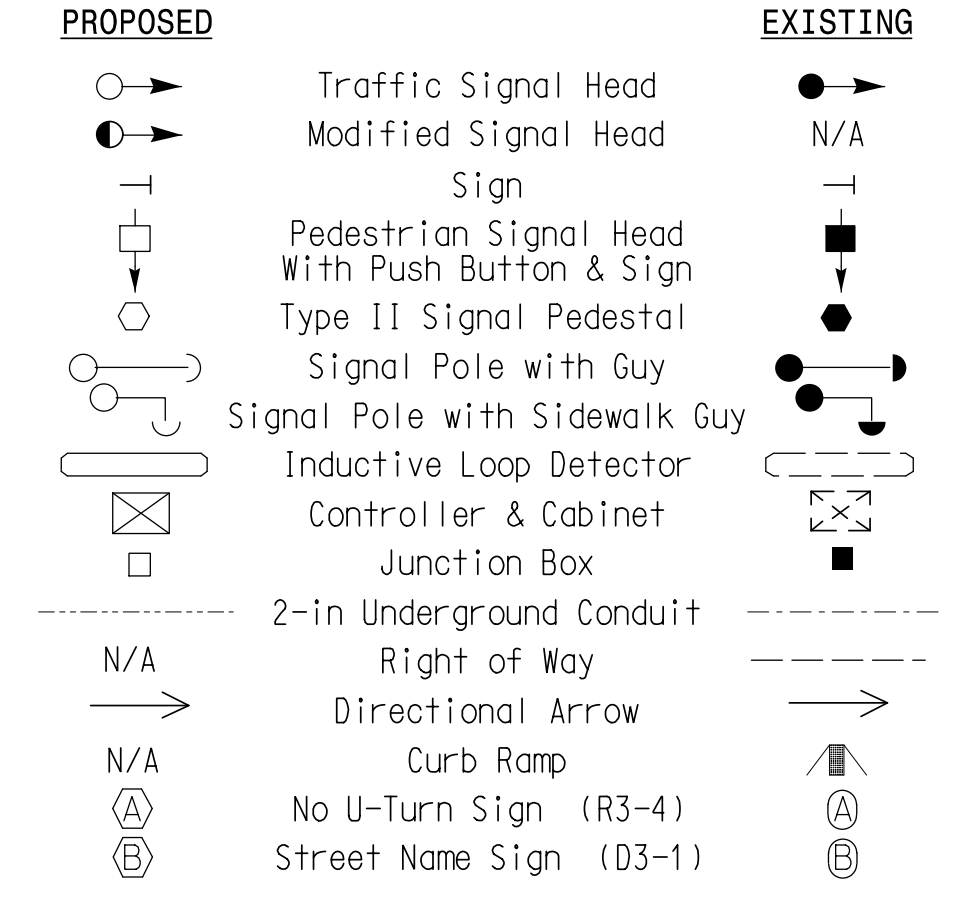 PROPOSED EXISTING
Traffic Signal Head
Modified Signal Head N/A
Sign
Pedestrian Signal Head
With Push Button & Sign
Type II Signal Pedestal
Signal Pole with Guy
Signal Pole with Sidewalk Guy
Inductive Loop Detector
Controller & Cabinet
Junction Box
2-in Underground Conduit
N/A Right of Way
Directional Arrow
N/A Curb Ramp
A No U-Turn Sign (R3-4) A
B Street Name Sign (D3-1) B